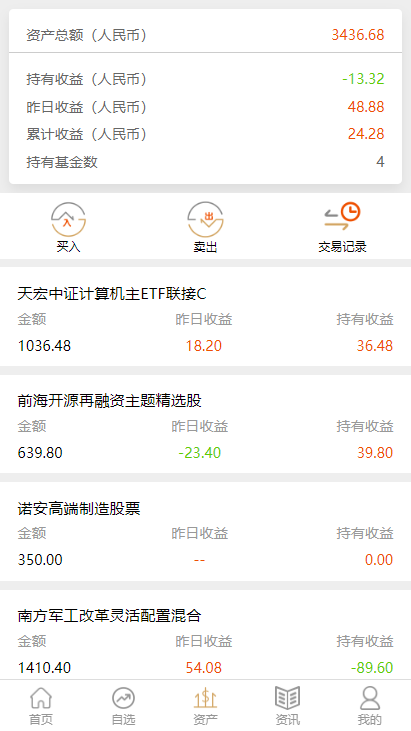 资产总额（人民币） 3436.68
持有收益（人民币） -13.32
昨日收益（人民币） 48.88
累计收益（人民币） 24.28
持有基金数 4
入 出
买入 卖出 交易记录
天宏中证计算机主ETF联接C
金额 昨日收益 持有收益
1036.48 18.20 36.48
前海开源再融资主题精选股
金额 昨日收益 持有收益
639.80 -23.40 39.80
诺安高端制造股票
金额 昨日收益 持有收益
350.00 -- 0.00
南方军工改革灵活配置混合
金额 昨日收益 持有收益
1410.40 54.08 -89.60
首页 自选 资产 资讯 我的